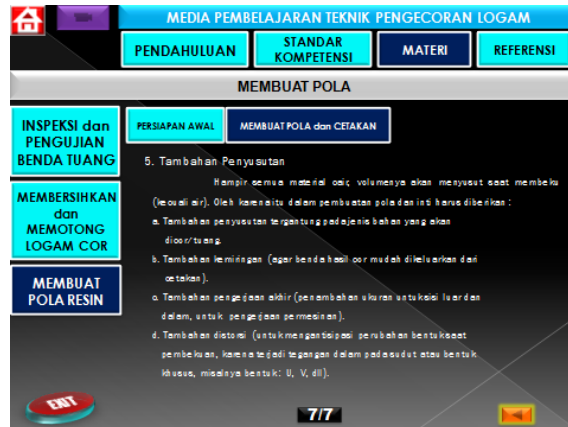 MEDIA PEMBELAJARAN TEKNIK PENGECORAN LOGAM
PENDAHULUAN
STANDAR
KOMPETENSI
MATERI
REFERENSI
MEMBUAT POLA
INSPEKSI dan
PENGUJIAN
BENDA TUANG
MEMBERSIHKAN
dan
MEMOTONG
LOGAM COR
MEMBUAT
POLA RESIN
PERSIAPAN AWAL
MEMBUAT POLA dan CETAKAN
5. Tambahan Penyusutan
Hampir semua material cair, volumenya akan menyusut saat membeku
(kecuali air). Oleh karena itu dalam pembuatan pola dan inti harus diberikan :
a. Tambahan penyusutan tergantung pada jenis bahan yang akan
dicor/tuang.
b. Tambahan kemiringan (agar benda hasil cor mudah dikeluarkan dari
cetakan).
c. Tambahan pengerjaan akhir (penambahan ukuran untuk sisi luar dan
dalam, untuk pengerjaan permesinan).
d. Tambahan distorsi (untuk mengantisipasi perubahan bentuk saat
pembekuan, karena terjadi tegangan dalam pada sudut atau bentuk
khusus, misalnya bentuk: U, V, dll).
EXIT
7/7